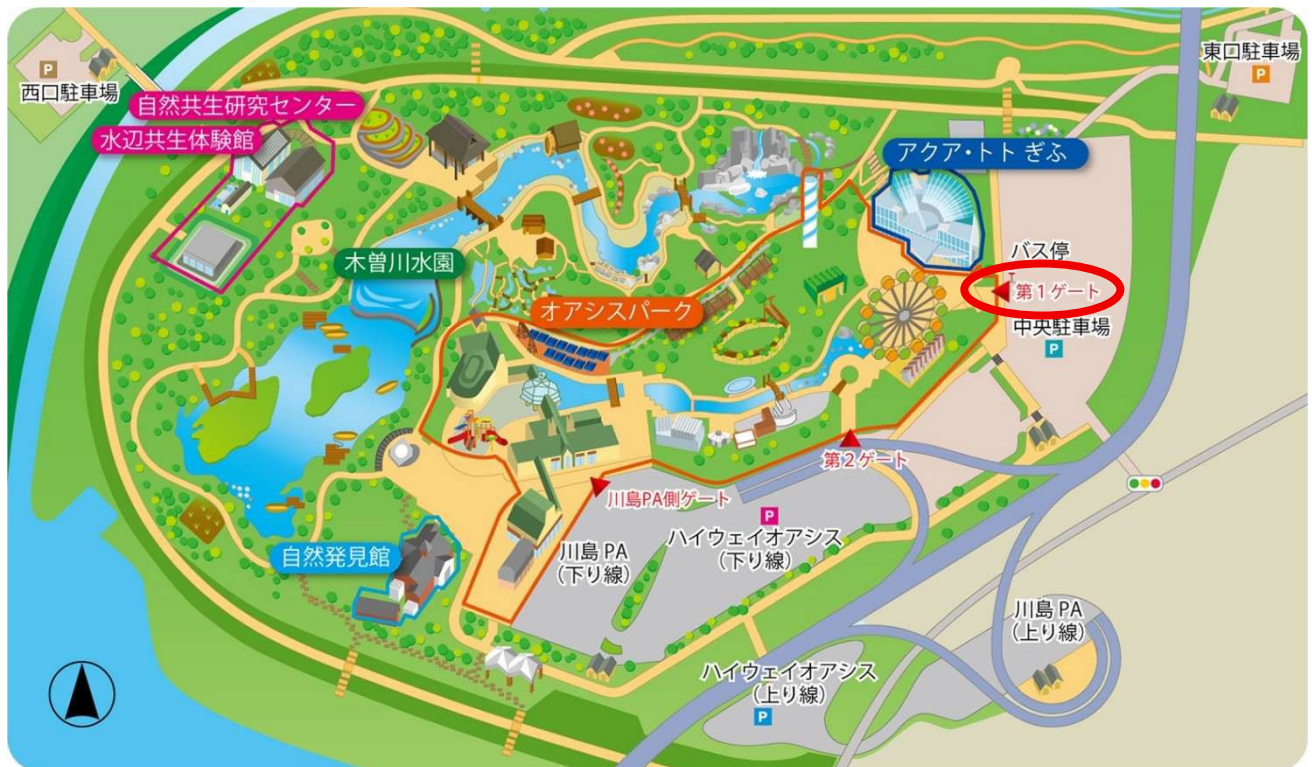 P
西口駐車場
自然共生研究センター
水辺共生体験館
東口駐車場
P
アクア・トトぎふ
木曽川水園
バス停
第1ゲート
中央駐車場
P
オアシスパーク
第2ゲート
川島PA側ゲート
P
ハイウェイオアシス
(下り線)
川島 PA
(下り線)
自然発見館
川島 PA
(上り線)
ハイウェイオアシス
(上り線)
P